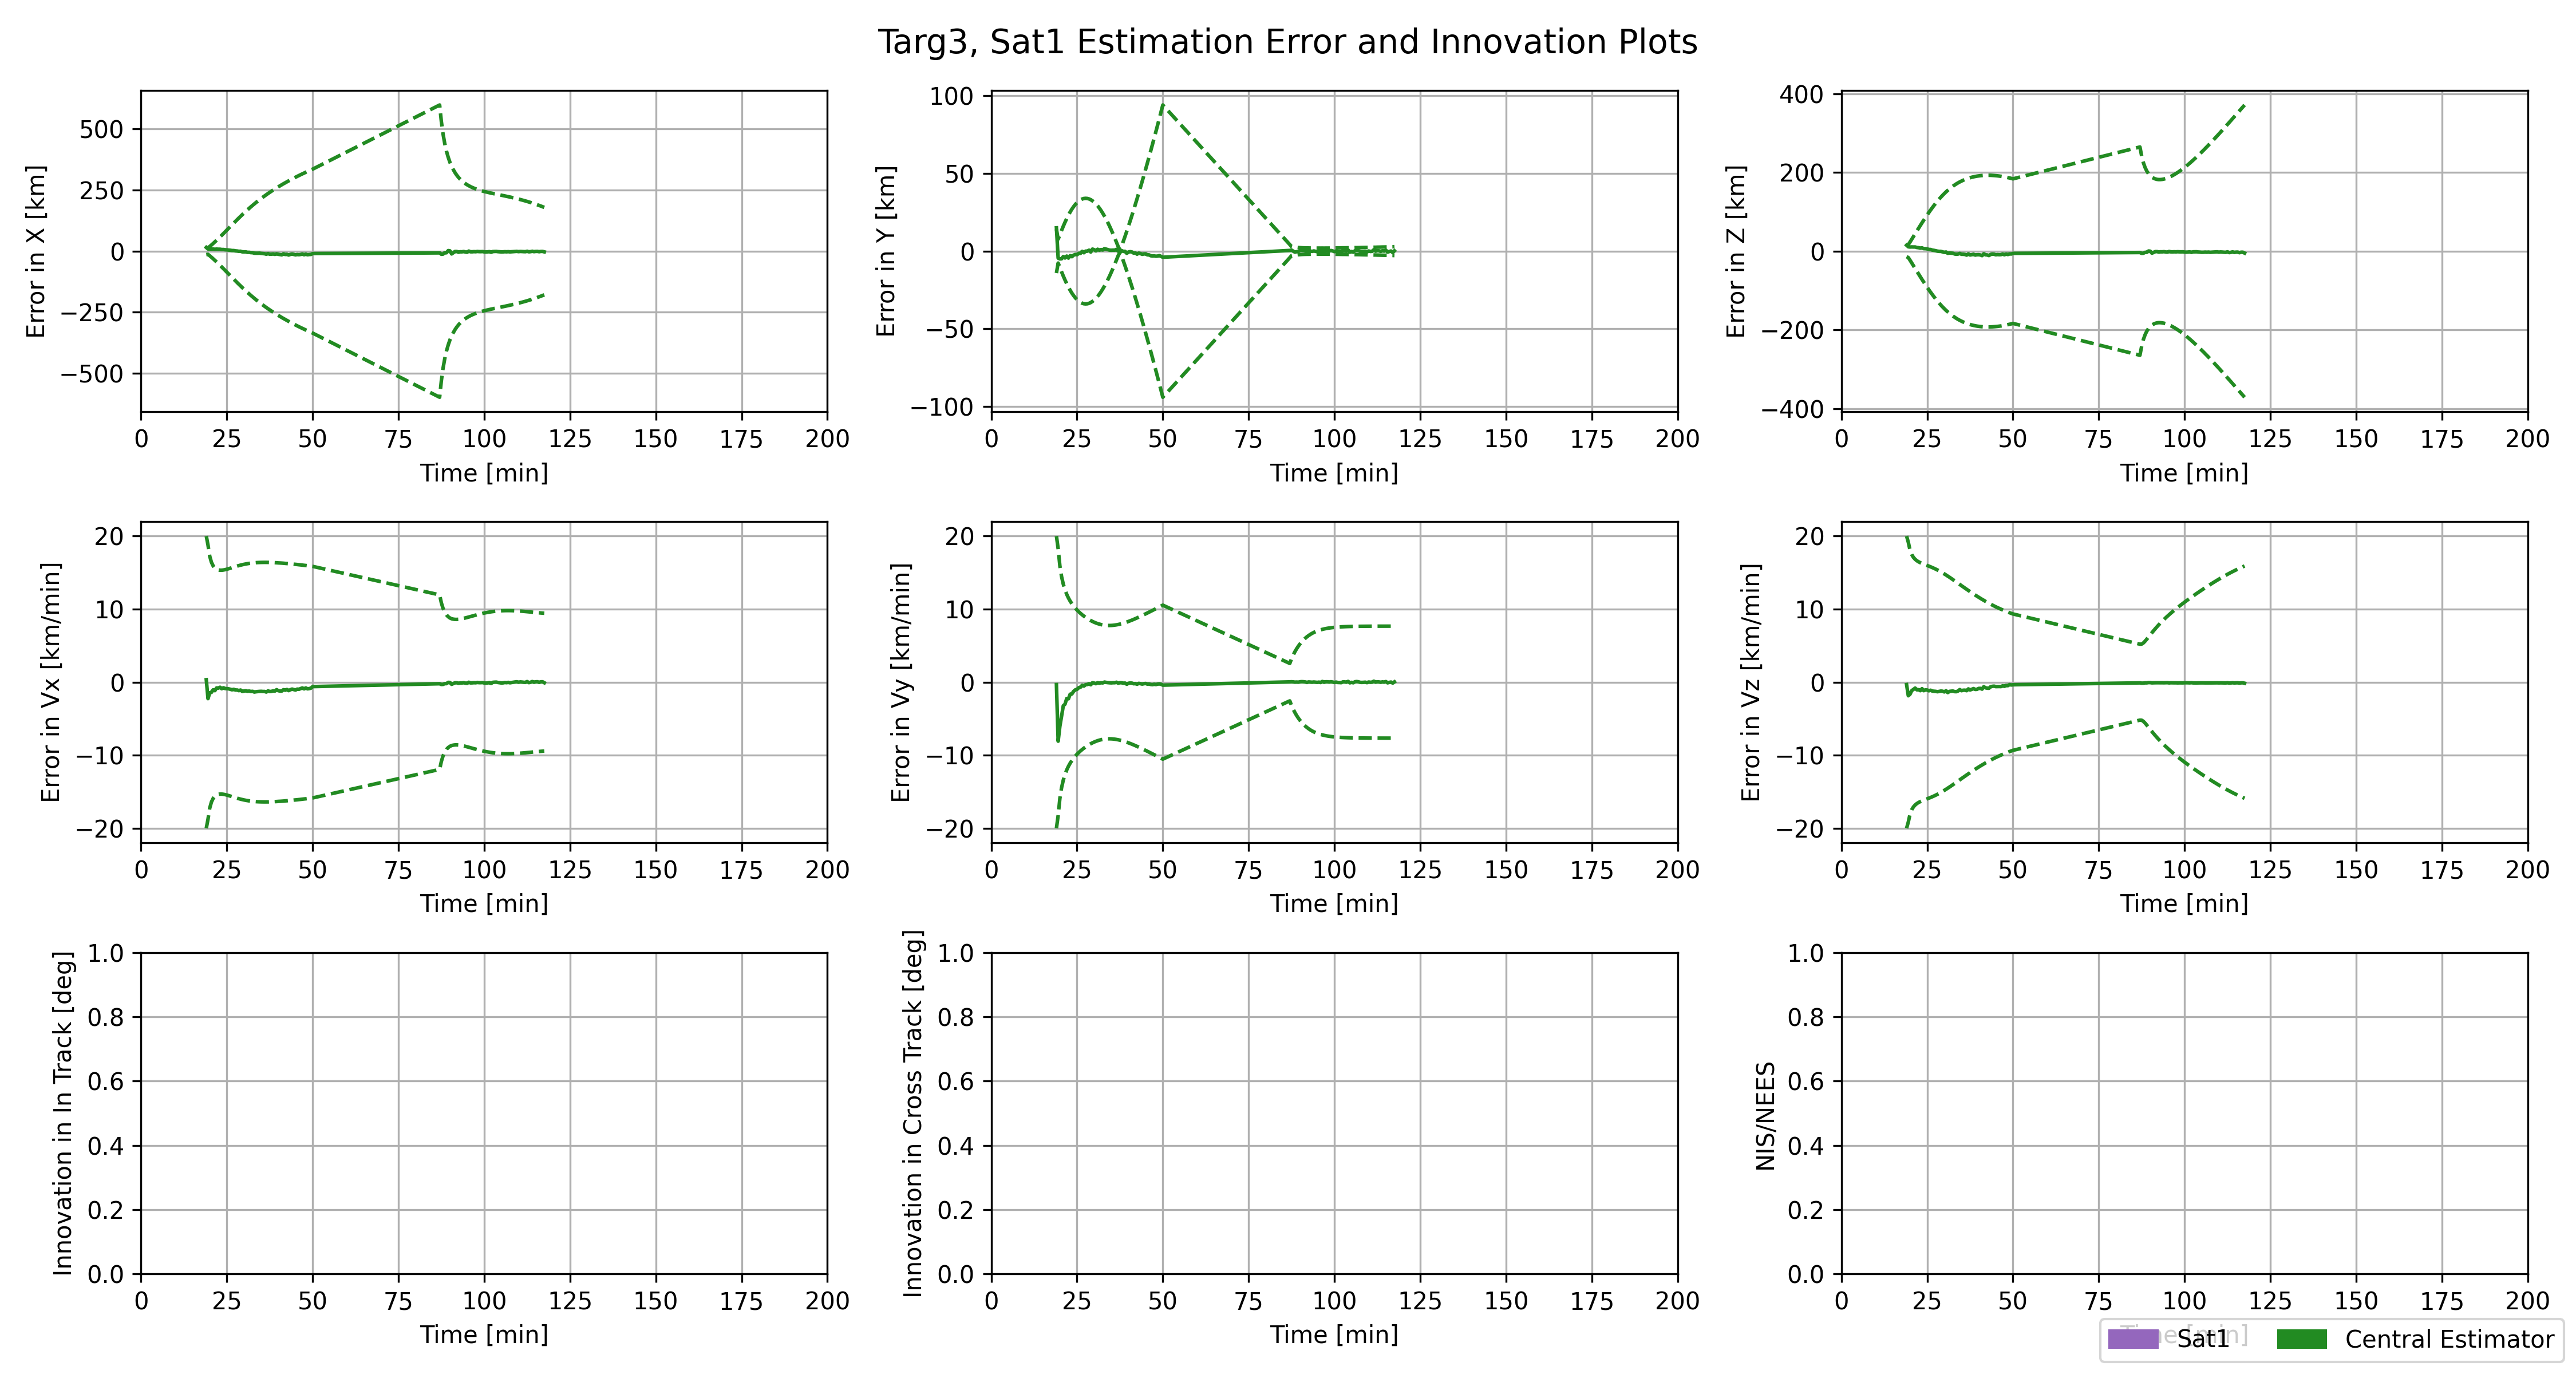 Targ3, Sat1 Estimation Error and Innovation Plots
Error in X [km]
500
250
0
−250
−500
0 25 50 75 100 125 150 175 200
Time [min]
Error in Y [km]
100
50
0
−50
−100
0 25 50 75 100 125 150 175 200
Time [min]
Error in Z [km]
400
200
0
−200
−400
0 25 50 75 100 125 150 175 200
Time [min]
Error in Vx [km/min]
20
10
0
−10
−20
0 25 50 75 100 125 150 175 200
Time [min]
Error in Vy [km/min]
20
10
0
−10
−20
0 25 50 75 100 125 150 175 200
Time [min]
Error in Vz [km/min]
20
10
0
−10
−20
0 25 50 75 100 125 150 175 200
Time [min]
Innovation in In Track [deg]
1.0
0.8
0.6
0.4
0.2
0.0
0 25 50 75 100 125 150 175 200
Time [min]
Innovation in Cross Track [deg]
1.0
0.8
0.6
0.4
0.2
0.0
0 25 50 75 100 125 150 175 200
Time [min]
NIS/NEES
1.0
0.8
0.6
0.4
0.2
0.0
0 25 50 75 100 125 150 175 200
Time [min]
Sat1 Central Estimator